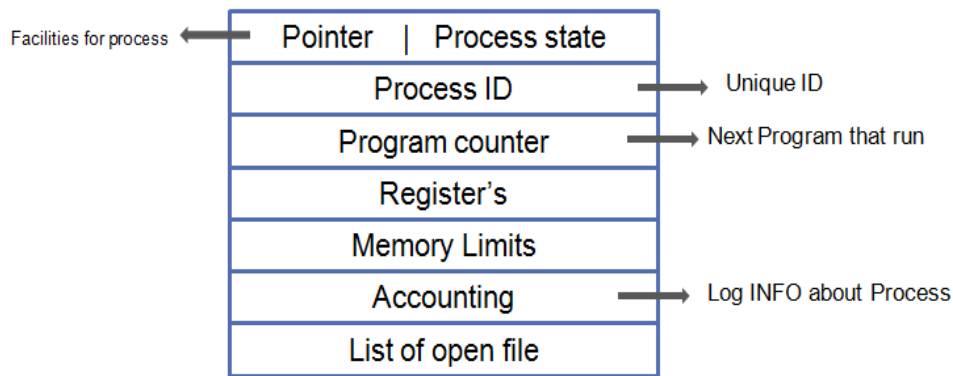 Facilities for process
Pointer | Process state
Process ID
Unique ID
Program counter
Next Program that run
Register's
Memory Limits
Accounting
Log INFO about Process
List of open file